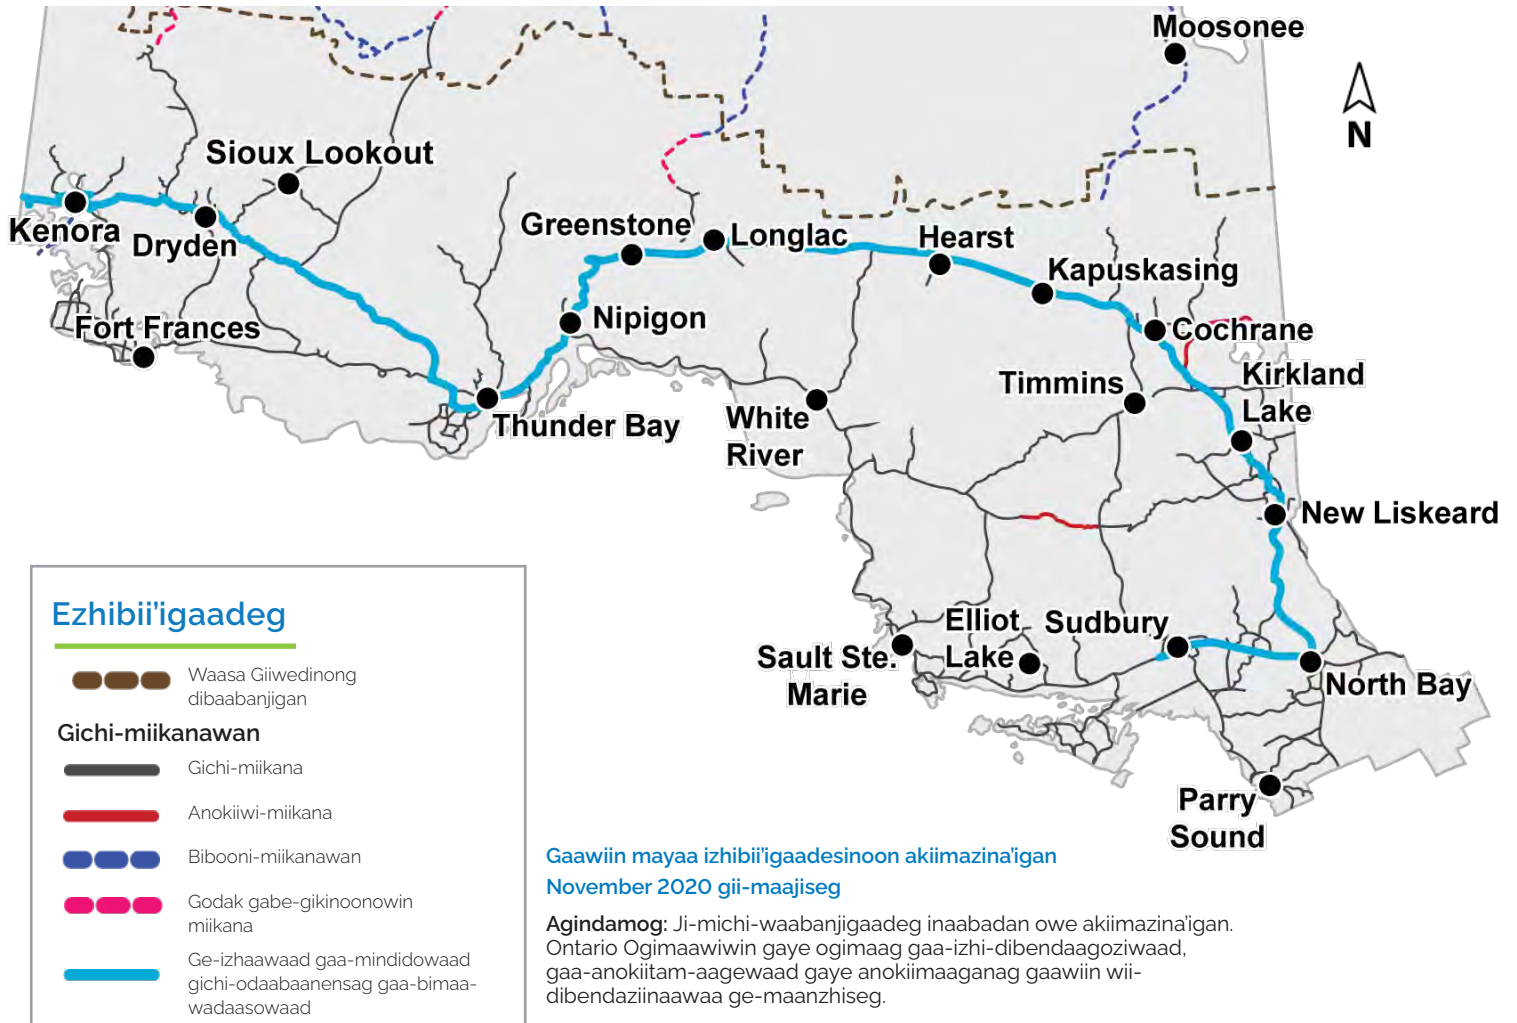 Moosonee
N
Sioux Lookout
Kenora
Dryden
Greenstone
Longlac
Hearst
Kapuskasing
Fort Frances
Nipigon
Cochrane
Timmins
Kirkland
Lake
Thunder Bay
White
River
New Liskeard
Elliot
Lake
Sudbury
Sault Ste.
Marie
North Bay
Parry
Sound
Ezhibii'igaadeg
Waasa Giiwedinong
dibaabanjigan
Gichi-miikanawan
Gichi-miikana
Anokiiwi-miikana
Bibooni-miikanawan
Godak gabe-gikinoonowin
miikana
Ge-izhaawaad gaa-mindidowaad
gichi-odaabaanensag gaa-bimaa-
wadaasowaad
Gaawiin mayaa izhibii'igaadesinoon akiimazina'igan
November 2020 gii-maajiseg
Agindamog: Ji-michi-waabanjigaadeg inaabadan owe akiimazina'igan.
Ontario Ogimaawiwin gaye ogimaag gaa-izhi-dibendaagoziwaad,
gaa-anokiitam-aagewaad gaye anokiimaaganag gaawiin wii-
dibendaziinaawaa ge-maanzhiseg.